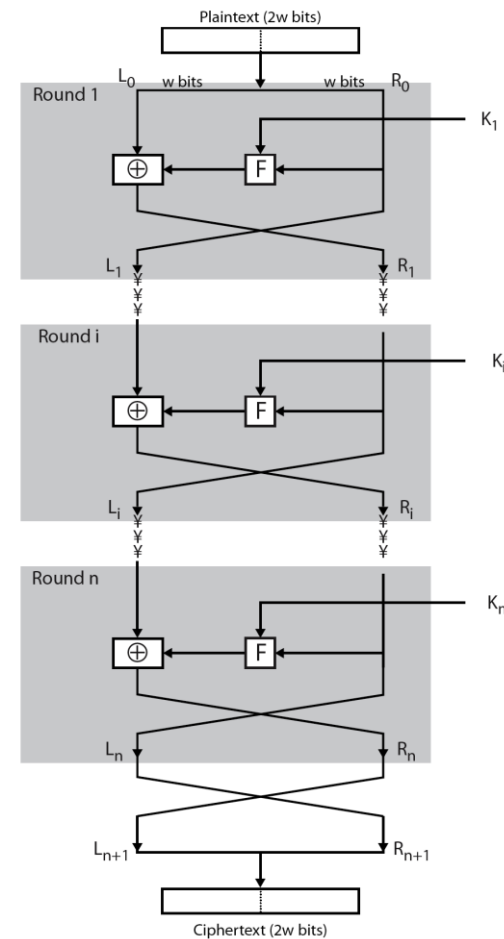 Plaintext (2w bits)
L0 w bits w bits R0
Round 1
K1
F
L1 R1
¥ ¥
¥ ¥
¥ ¥
Round i
Ki
F
Li Ri
¥ ¥
¥ ¥
¥ ¥
Round n
Kn
F
Ln Rn
Ln+1 Rn+1
Ciphertext (2w bits)